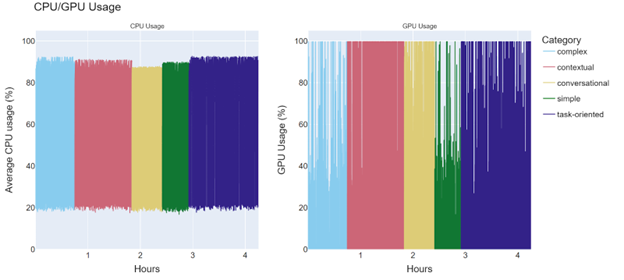 CPU/GPU Usage
CPU Usage
Average CPU usage (%)
100
80
60
40
20
0
1 2 3 4
Hours
GPU Usage
GPU Usage (%)
100
80
60
40
20
0
1 2 3 4
Hours
Category
complex
contextual
conversational
simple
task-oriented